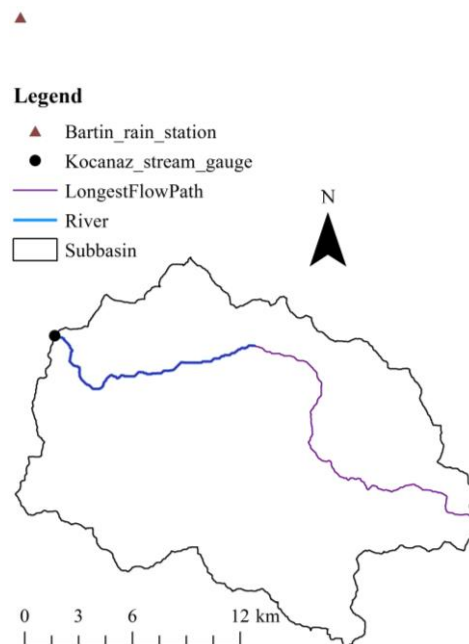 Legend
Bartin_rain_station
Kocanaz_stream_gauge
LongestFlowPath
River
Subbasin
N
0 3 6 12 km